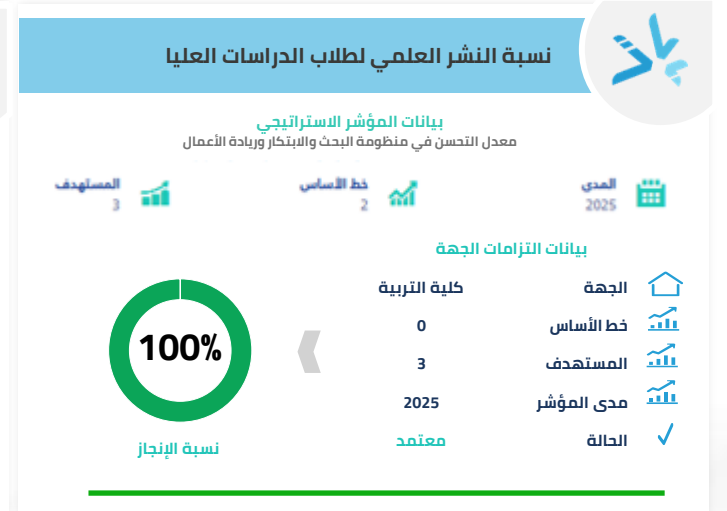 نسبة النشر العلمي لطلاب الدراسات العليا
بيانات المؤشر الاستراتيجي
معدل التحسن في منظومة البحث والابتكار وريادة الأعمال
المدى خط الأساس المستهدف
2025 2 3
بيانات التزامات الجهة
الجهة كلية التربية
خط الأساس 0
المستهدف 3
مدى المؤشر 2025
الحالة معتمد
100%
نسبة الإنجاز